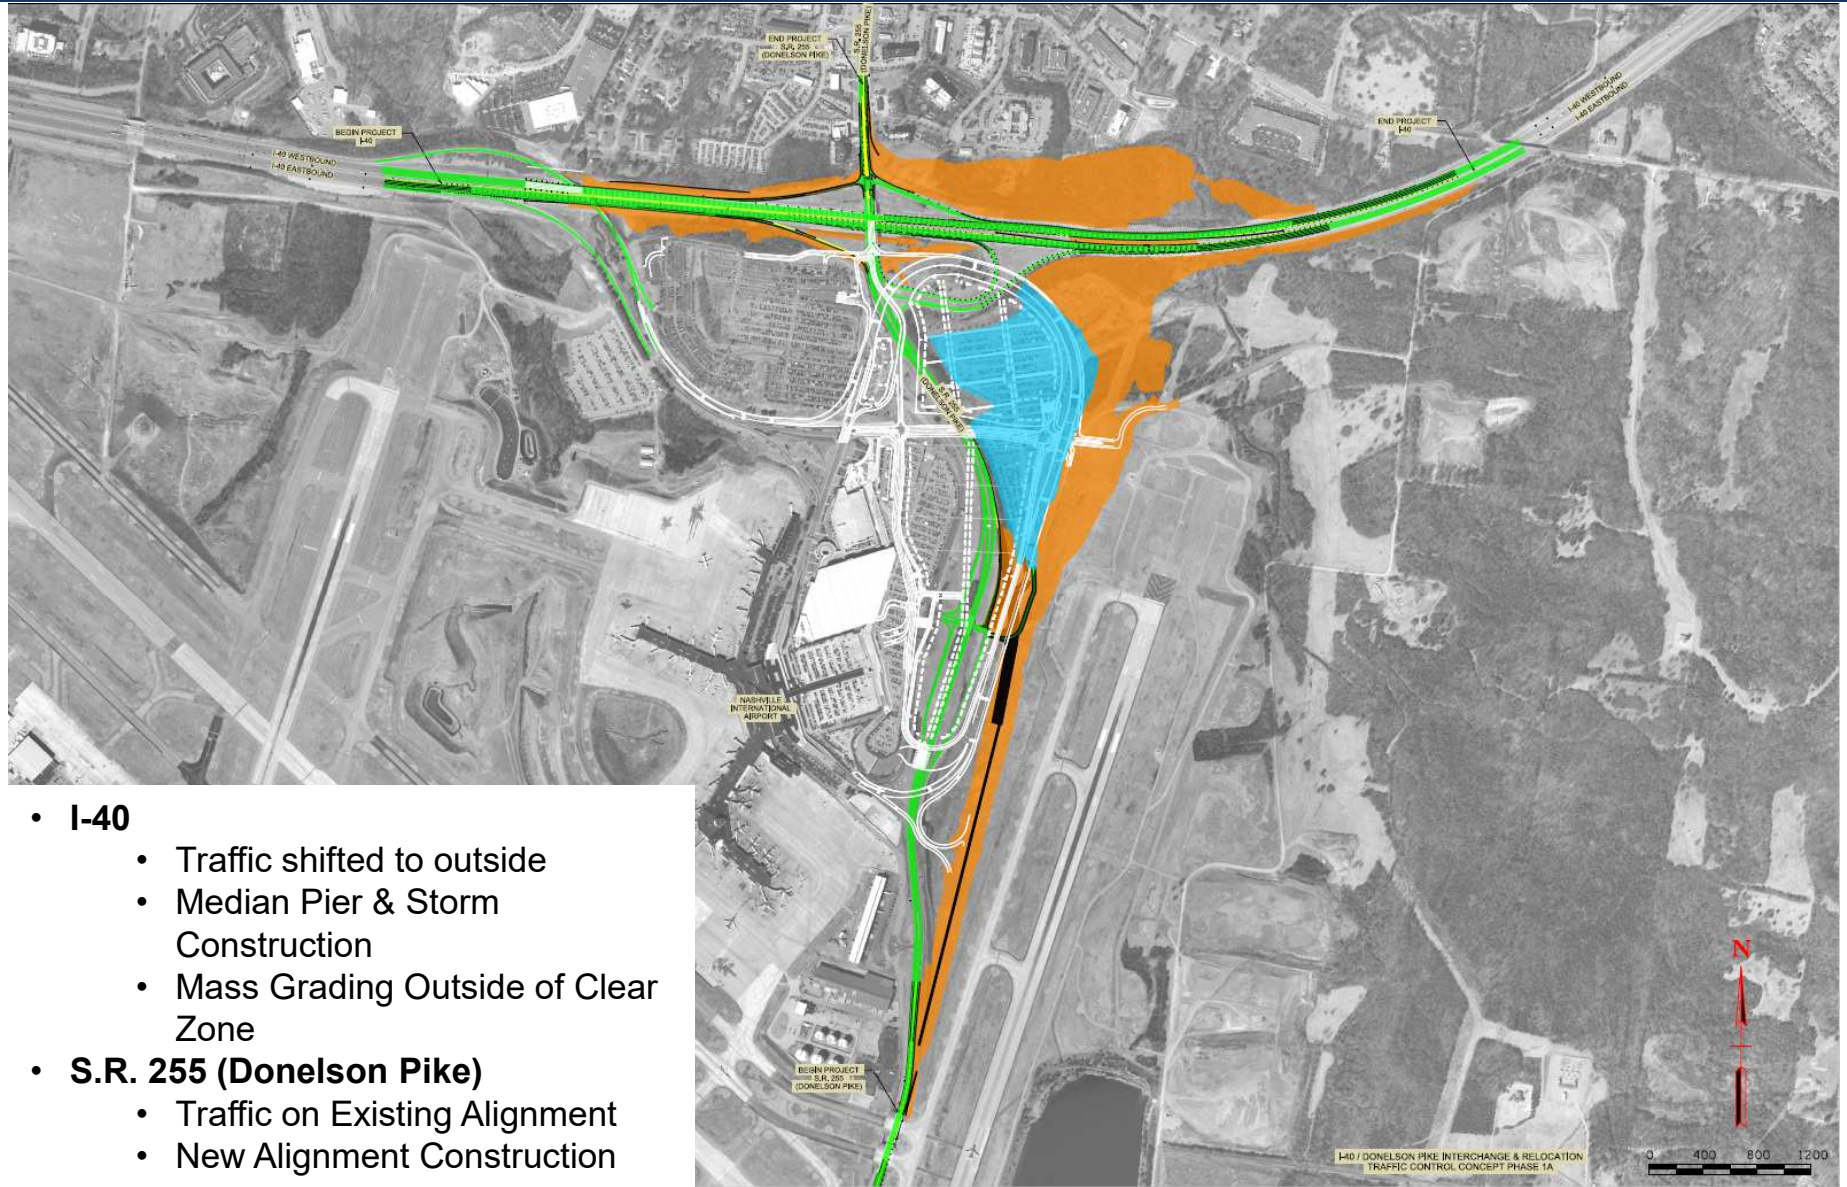 END PROJECT
S.R. 255
(DONELSON PIKE)
S.R. 255
(DONELSON PIKE)
BEGIN PROJECT
I-40
I-40 WESTBOUND
I-40 EASTBOUND
END PROJECT
I-40
I-40 WESTBOUND
I-40 EASTBOUND
S.R. 255
(DONELSON PIKE)
NASHVILLE
INTERNATIONAL
AIRPORT
BEGIN PROJECT
S.R. 255
(DONELSON PIKE)
• I-40
• Traffic shifted to outside
• Median Pier & Storm
Construction
• Mass Grading Outside of Clear
Zone
• S.R. 255 (Donelson Pike)
• Traffic on Existing Alignment
• New Alignment Construction
N
I-40 / DONELSON PIKE INTERCHANGE & RELOCATION
TRAFFIC CONTROL CONCEPT PHASE 1A
0 400 800 1200